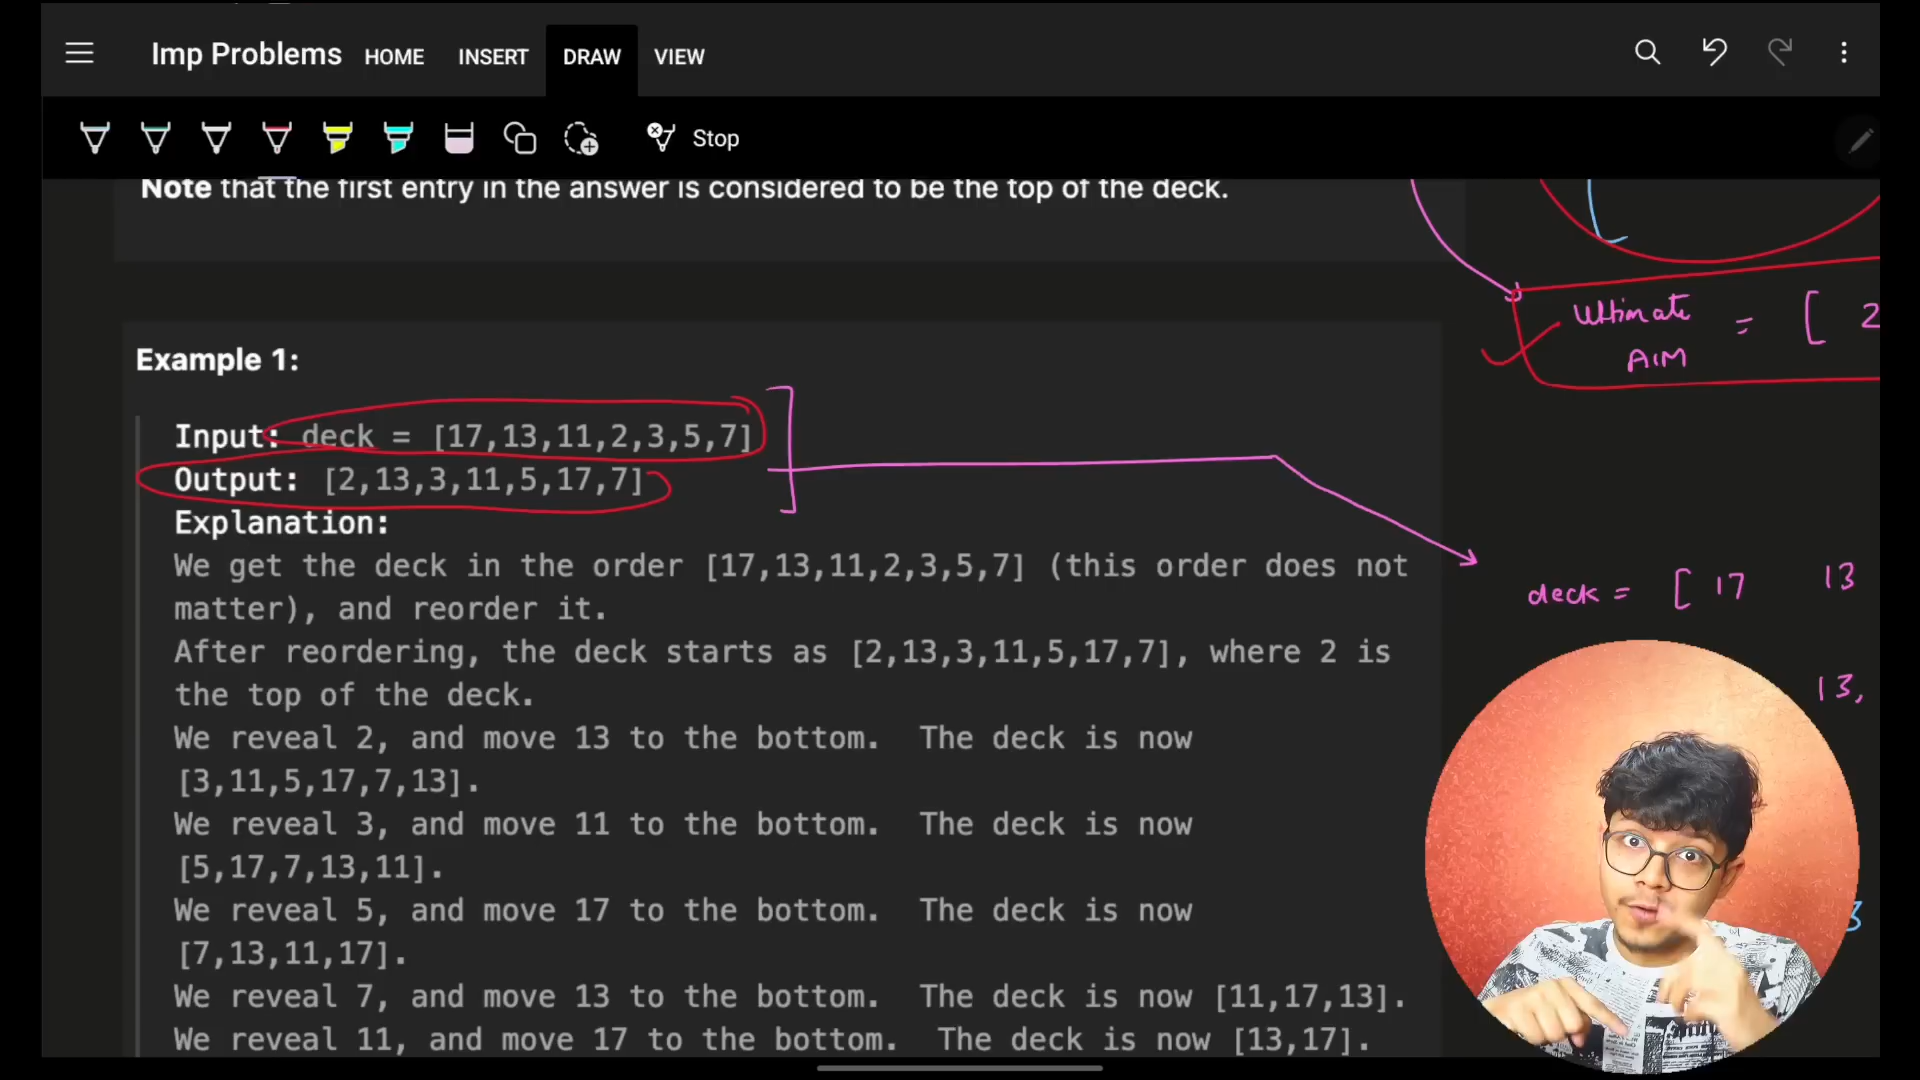 Imp Problems HOME INSERT DRAW VIEW
Stop
Note that the first entry in the answer is considered to be the top of the deck.
Ultimate = [ 2
AIM
Example 1:
Input: deck = [17,13,11,2,3,5,7]
Output: [2,13,3,11,5,17,7]
Explanation:
We get the deck in the order [17,13,11,2,3,5,7] (this order does not
matter), and reorder it.
After reordering, the deck starts as [2,13,3,11,5,17,7], where 2 is
the top of the deck.
We reveal 2, and move 13 to the bottom. The deck is now
[3,11,5,17,7,13].
We reveal 3, and move 11 to the bottom. The deck is now
[5,17,7,13,11].
We reveal 5, and move 17 to the bottom. The deck is now
[7,13,11,17].
We reveal 7, and move 13 to the bottom. The deck is now [11,17,13].
We reveal 11, and move 17 to the bottom. The deck is now [13,17].
deck = [ 17 13
13,
3